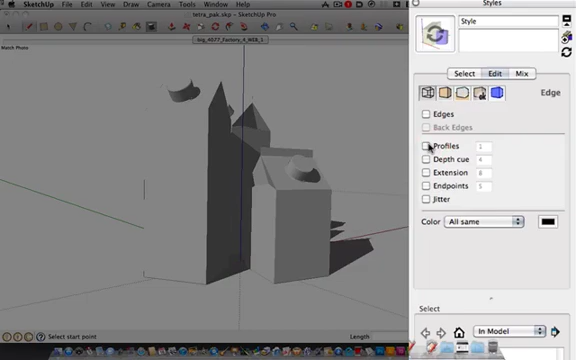 SketchUp File Edit View Camera Draw Tools Window Help
tetra_pak.skp - SketchUp Pro
big_4077_Factory_4_WEB_1
Match Photo
Styles
Style
Select Edit Mix
Edge
Edges
Back Edges
Profiles 1
Depth cue 4
Extension 8
Endpoints 5
Jitter
Color All same
Select
In Model
Select start point
Length